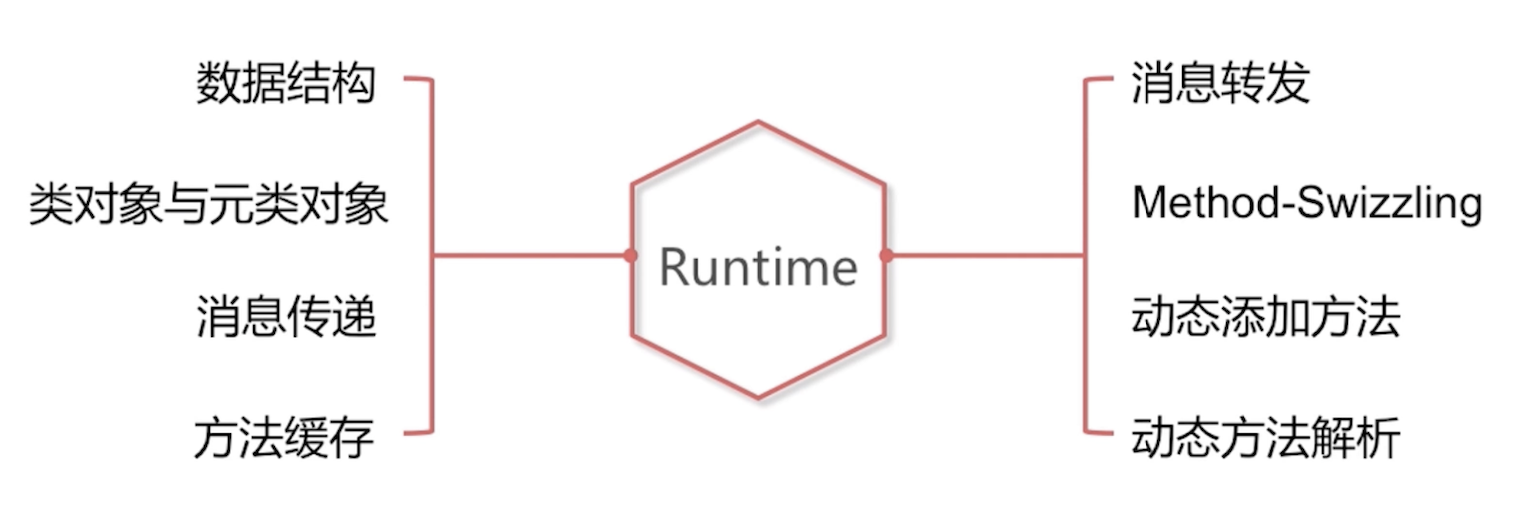 数据结构
类对象与元类对象
消息传递
方法缓存
Runtime
消息转发
Method-Swizzling
动态添加方法
动态方法解析